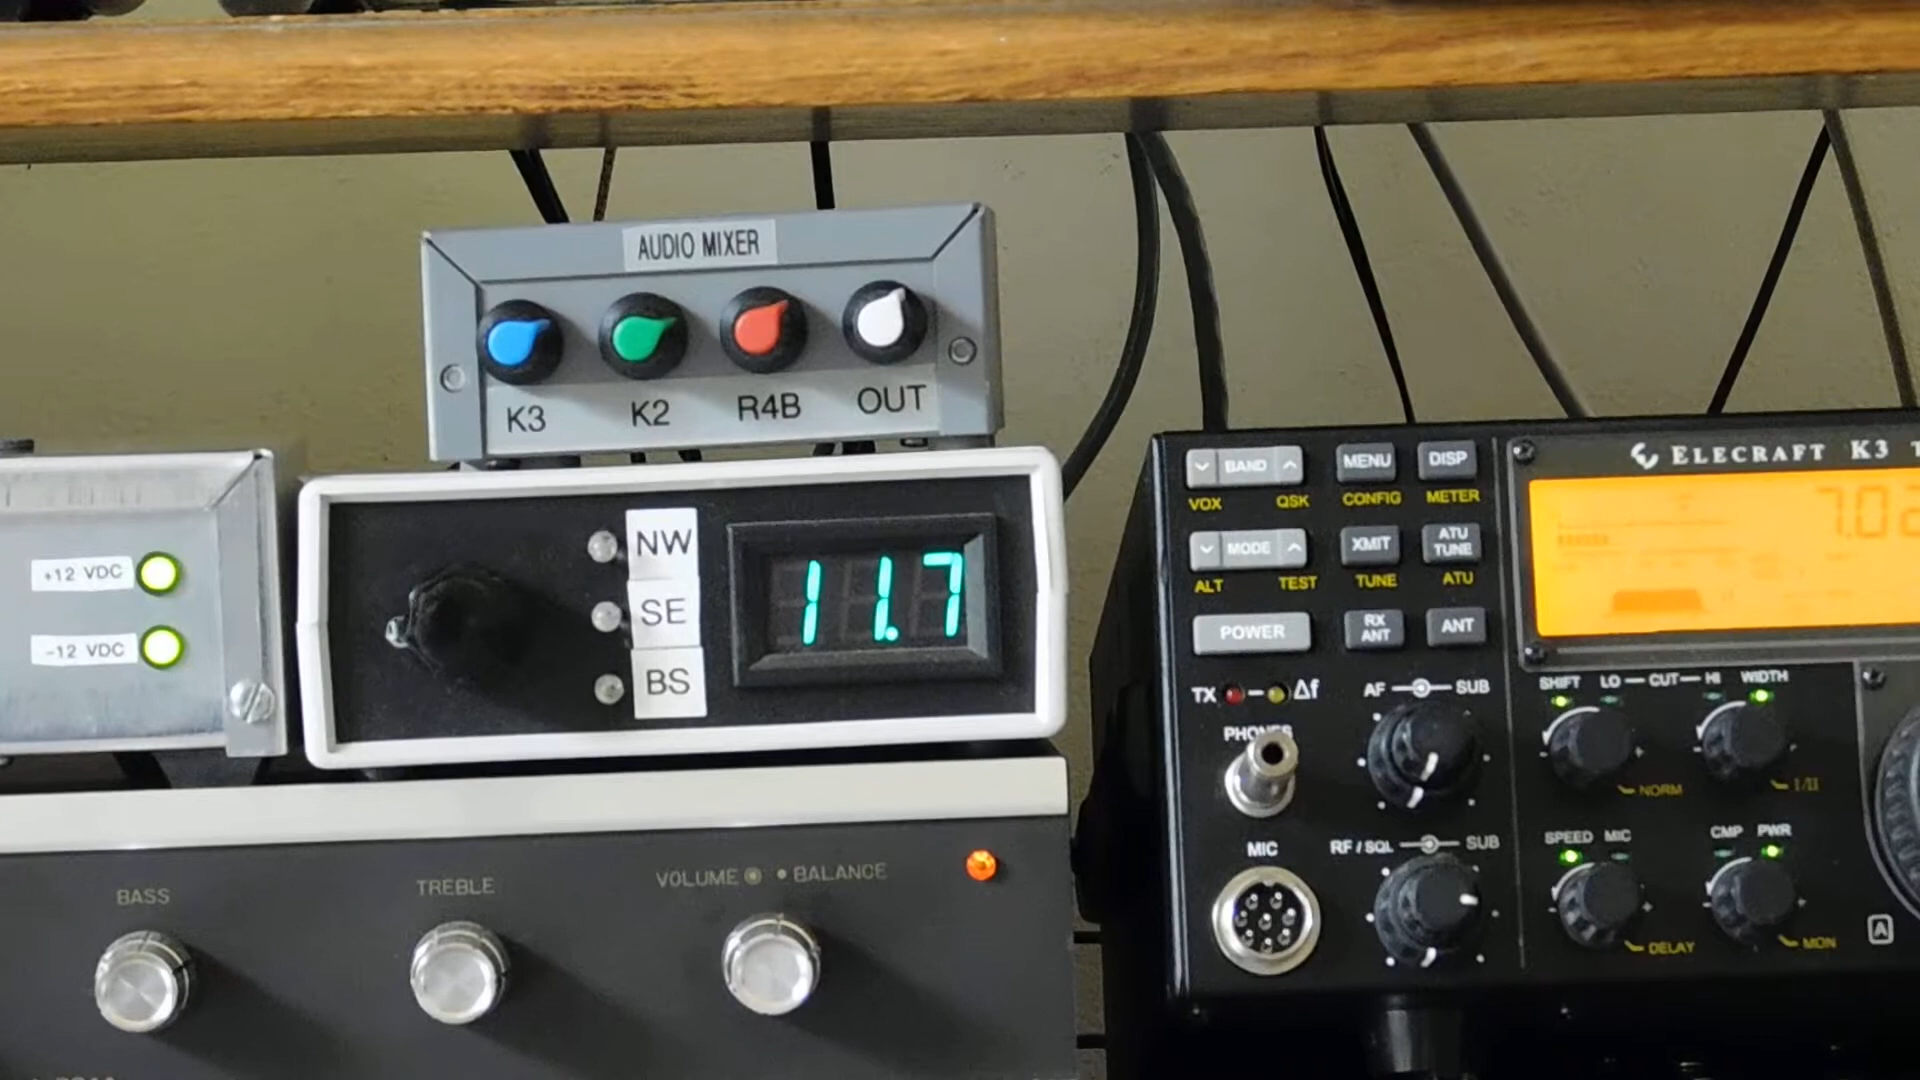 AUDIO MIXER
K3 K2 R4B OUT
+12 VDC
-12 VDC
NW
SE
BS
11.7
BASS TREBLE VOLUME BALANCE
ELECRAFT K3
BAND MENU DISP
VOX QSK CONFIG METER
MODE XMIT ATU TUNE
ALT TEST TUNE ATU
POWER RX ANT ANT
TX Δf AF SUB
PHONES
MIC RF / SQL SUB
7.02
SHIFT LO CUT HI WIDTH
NORM I/II
SPEED MIC CMP PWR
DELAY MON
A